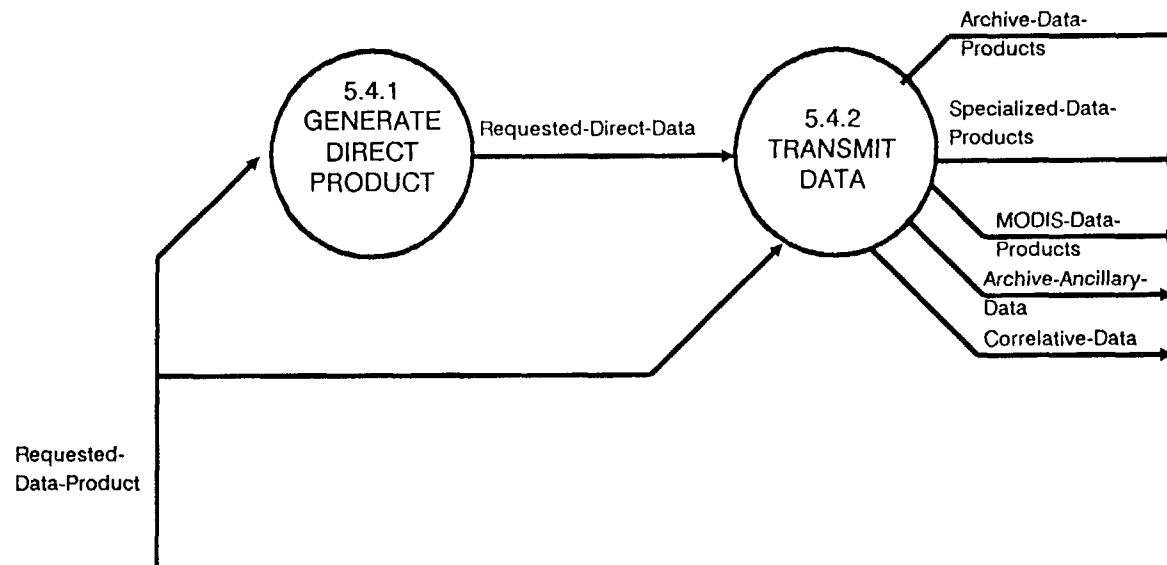 Archive-Data-
Products
5.4.1
GENERATE
DIRECT
PRODUCT
Requested-Direct-Data
5.4.2
TRANSMIT
DATA
Specialized-Data-
Products
MODIS-Data-
Products
Archive-Ancillary-
Data
Correlative-Data
Requested-
Data-Product